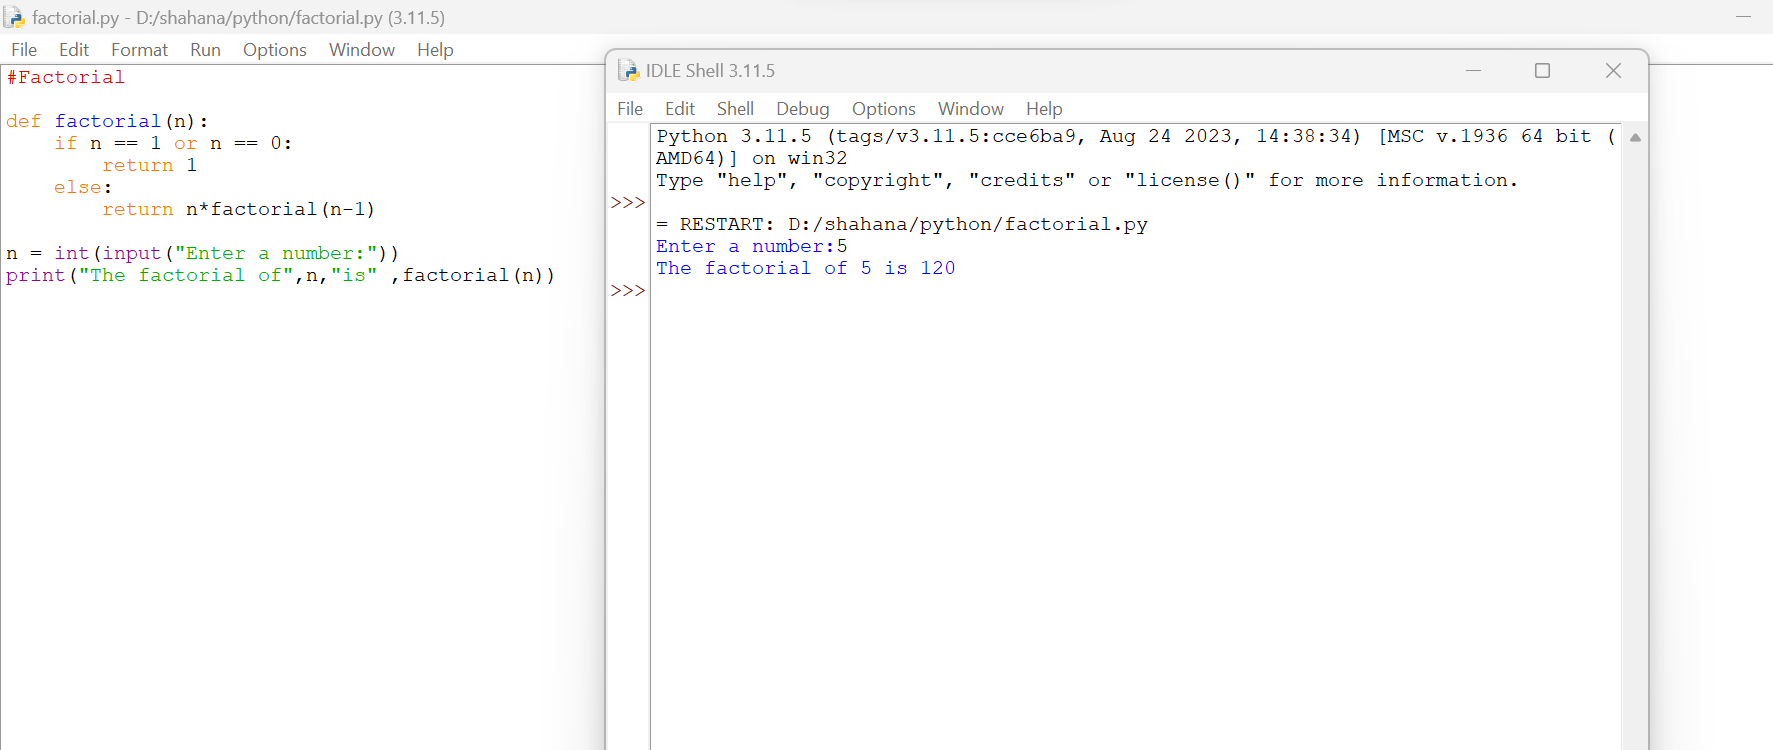 factorial.py - D:/shahana/python/factorial.py (3.11.5)
File Edit Format Run Options Window Help
#Factorial
def factorial(n):
    if n == 1 or n == 0:
        return 1
    else:
        return n*factorial(n-1)
n = int(input("Enter a number:"))
print("The factorial of",n,"is" ,factorial(n))
IDLE Shell 3.11.5
File Edit Shell Debug Options Window Help
Python 3.11.5 (tags/v3.11.5:cce6ba9, Aug 24 2023, 14:38:34) [MSC v.1936 64 bit (
AMD64)] on win32
Type "help", "copyright", "credits" or "license()" for more information.
>>>
= RESTART: D:/shahana/python/factorial.py
Enter a number:5
The factorial of 5 is 120
>>>